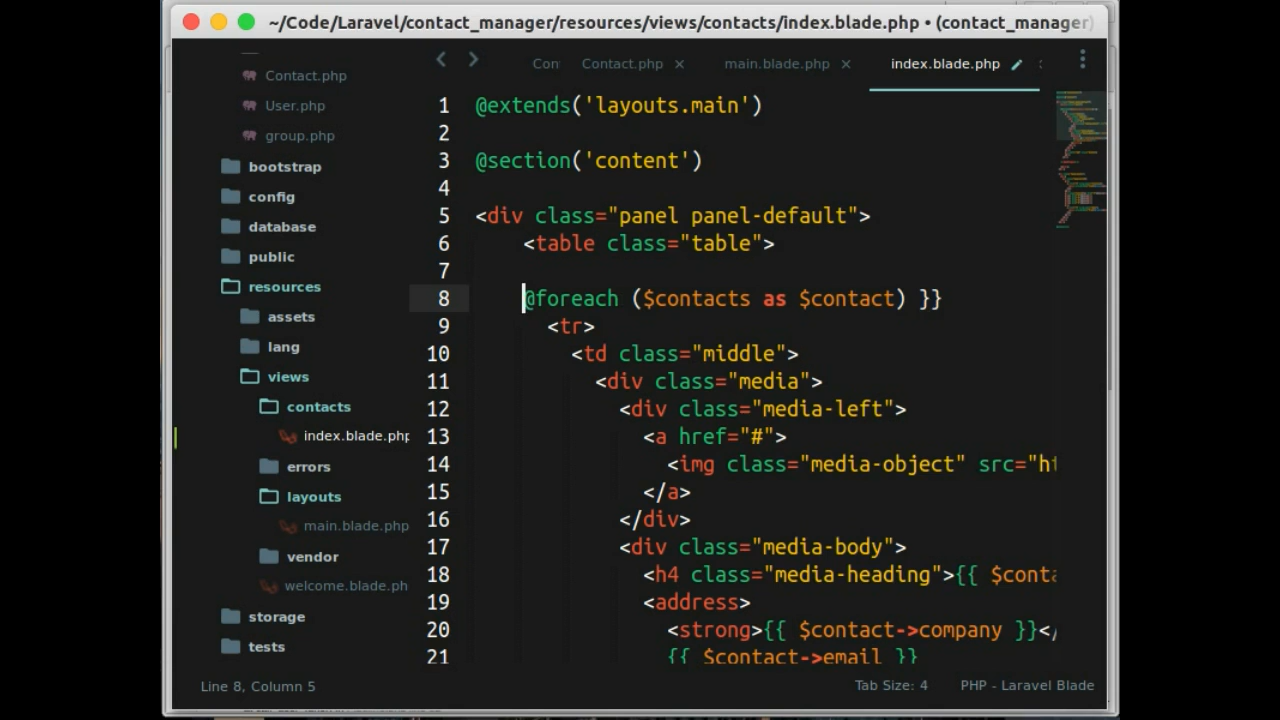 ~/Code/Laravel/contact_manager/resources/views/contacts/index.blade.php • (contact_manager)
Con Contact.php × main.blade.php × index.blade.php
Contact.php
User.php
group.php
bootstrap
config
database
public
resources
assets
lang
views
contacts
index.blade.php
errors
layouts
main.blade.php
vendor
welcome.blade.ph
storage
tests
1 @extends('layouts.main')
2
3 @section('content')
4
5 <div class="panel panel-default">
6 <table class="table">
7
8 @foreach ($contacts as $contact) }}
9 <tr>
10 <td class="middle">
11 <div class="media">
12 <div class="media-left">
13 <a href="#">
14 <img class="media-object" src="ht
15 </a>
16 </div>
17 <div class="media-body">
18 <h4 class="media-heading">{{ $conta
19 <address>
20 <strong>{{ $contact->company }}</
21 {{ $contact->email }}
Line 8, Column 5
Tab Size: 4 PHP - Laravel Blade